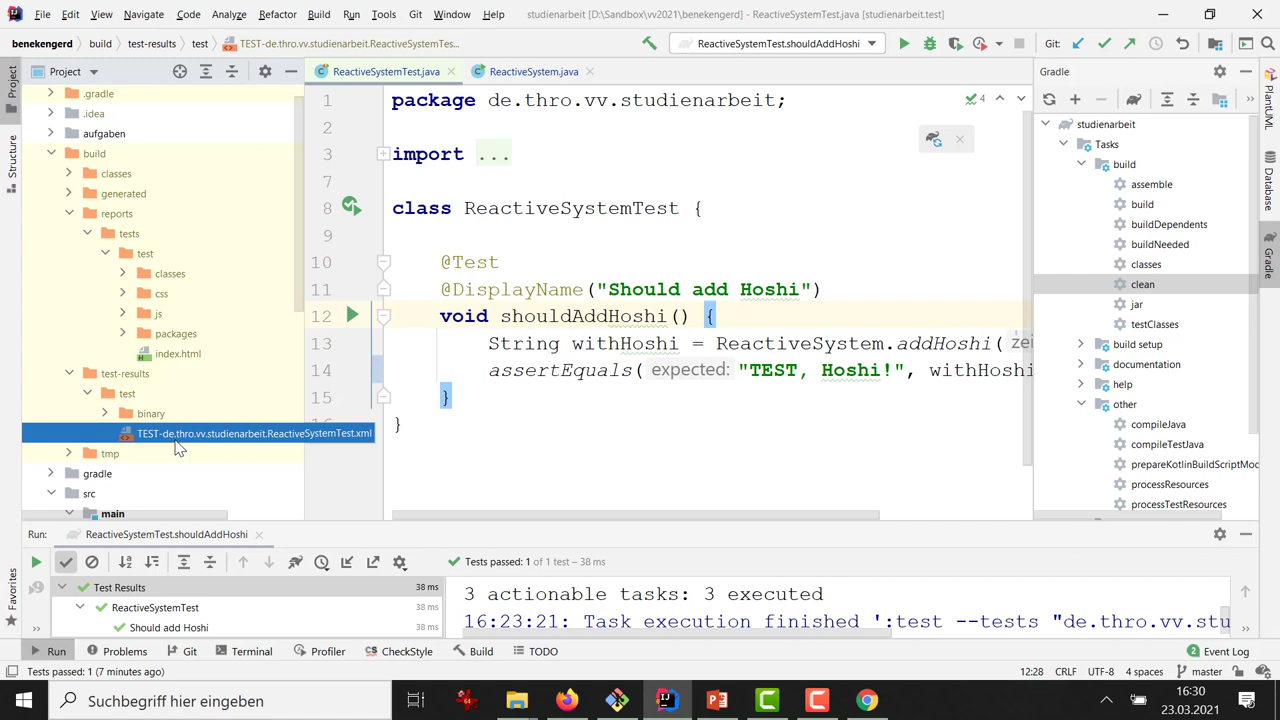 File Edit View Navigate Code Analyze Refactor Build Run Tools Git Window Help studienarbeit [D:\Sandbox\vv2021\benekengerd] - ReactiveSystemTest.java [studienarbeit.test]
benekengerd build test-results test TEST-de.thro.vv.studienarbeit.ReactiveSystemTes... ReactiveSystemTest.shouldAddHoshi Git:
Project
Structure
Favorites
Project
.gradle
.idea
aufgaben
build
classes
generated
reports
tests
test
classes
css
js
packages
index.html
test-results
test
binary
TEST-de.thro.vv.studienarbeit.ReactiveSystemTest.xml
tmp
gradle
src
main
ReactiveSystemTest.java ReactiveSystem.java
1 package de.thro.vv.studienarbeit; 4
2
3 import ...
7
8 class ReactiveSystemTest {
9
10 @Test
11 @DisplayName("Should add Hoshi")
12 void shouldAddHoshi() {
13 String withHoshi = ReactiveSystem.addHoshi( zei
14 assertEquals( expected: "TEST, Hoshi!", withHoshi
15 }
}
Gradle
studienarbeit
Tasks
build
assemble
build
buildDependents
buildNeeded
classes
clean
jar
testClasses
build setup
documentation
help
other
compileJava
compileTestJava
prepareKotlinBuildScriptMod
processResources
processTestResources
PlantUML
Database
Gradle
Run: ReactiveSystemTest.shouldAddHoshi
Tests passed: 1 of 1 test – 38 ms
Test Results 38 ms
ReactiveSystemTest 38 ms
Should add Hoshi 38 ms
3 actionable tasks: 3 executed
16:23:21: Task execution finished ':test --tests "de.thro.vv.stu
Run Problems Git Terminal Profiler CheckStyle Build TODO 2 Event Log
Tests passed: 1 (7 minutes ago) 12:28 CRLF UTF-8 4 spaces master
Suchbegriff hier eingeben
16:30
23.03.2021